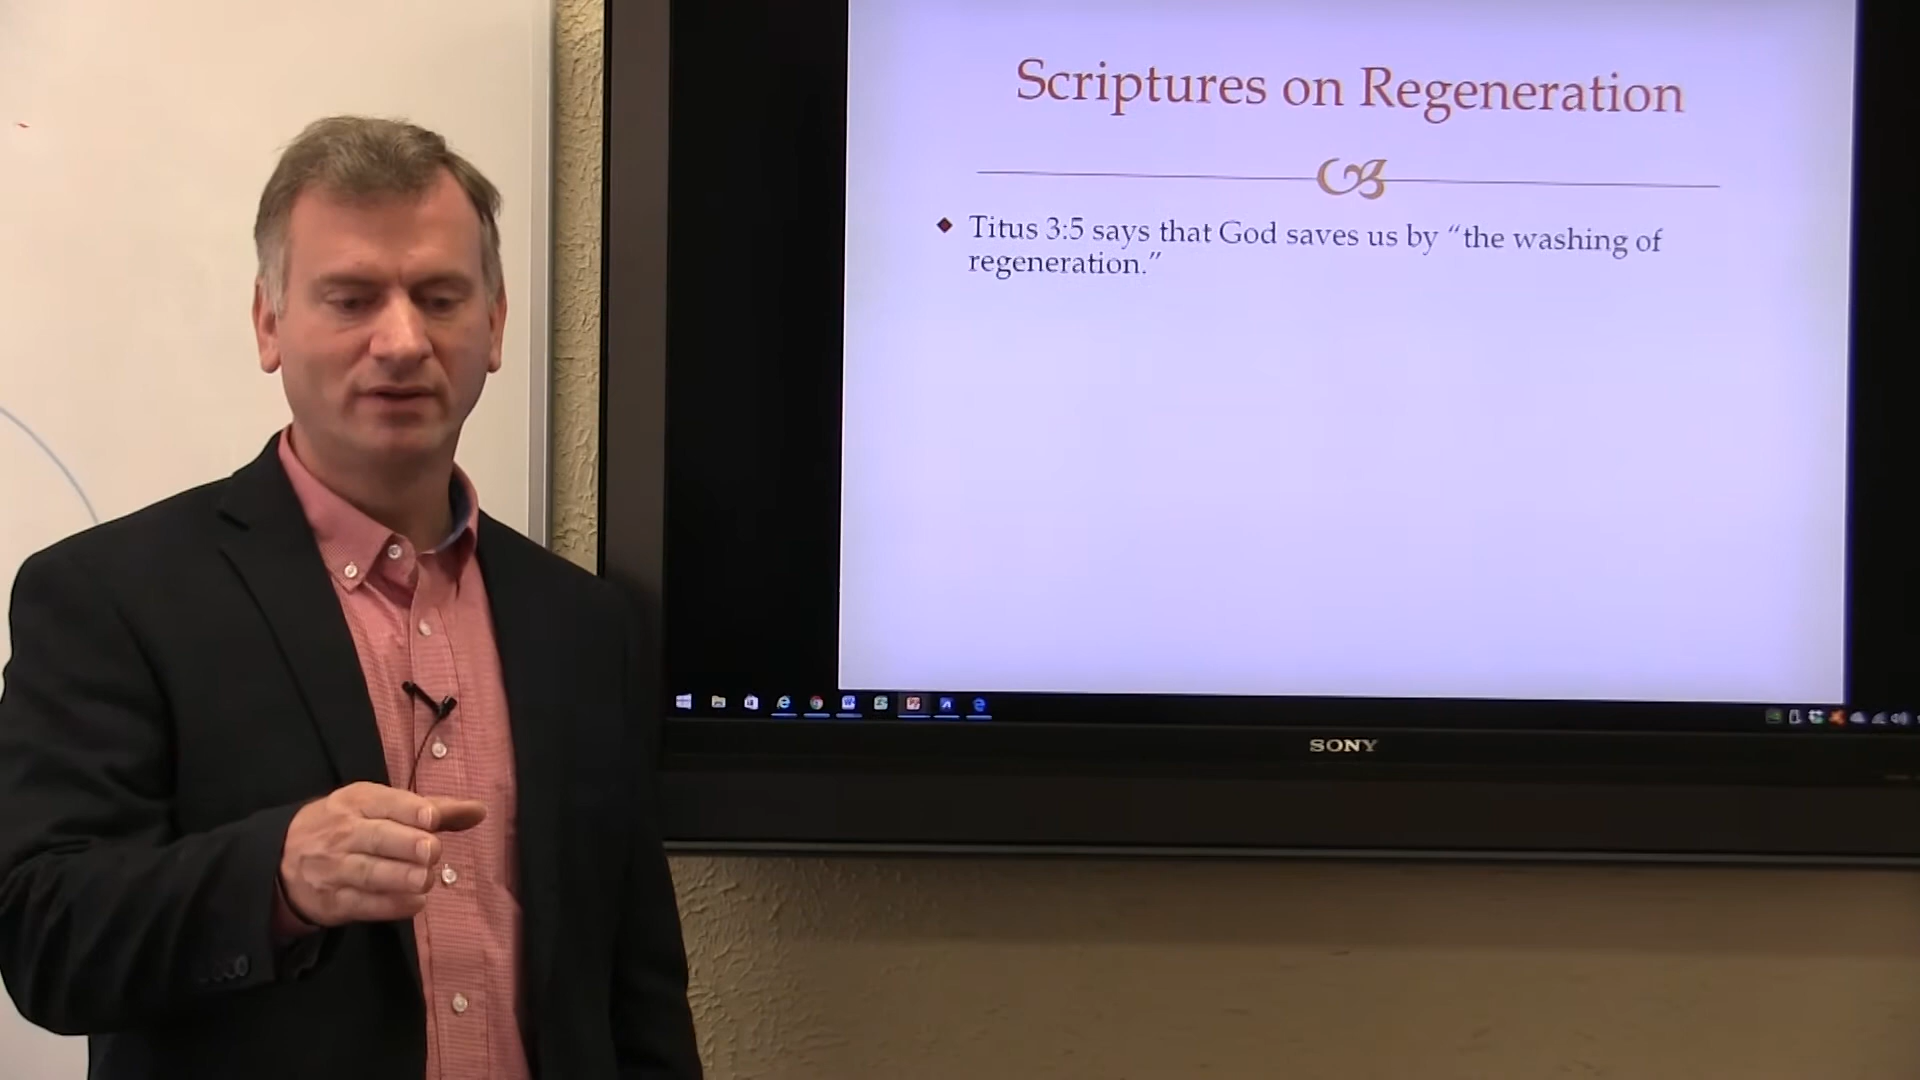 Scriptures on Regeneration
Titus 3:5 says that God saves us by “the washing of
regeneration.”
SONY